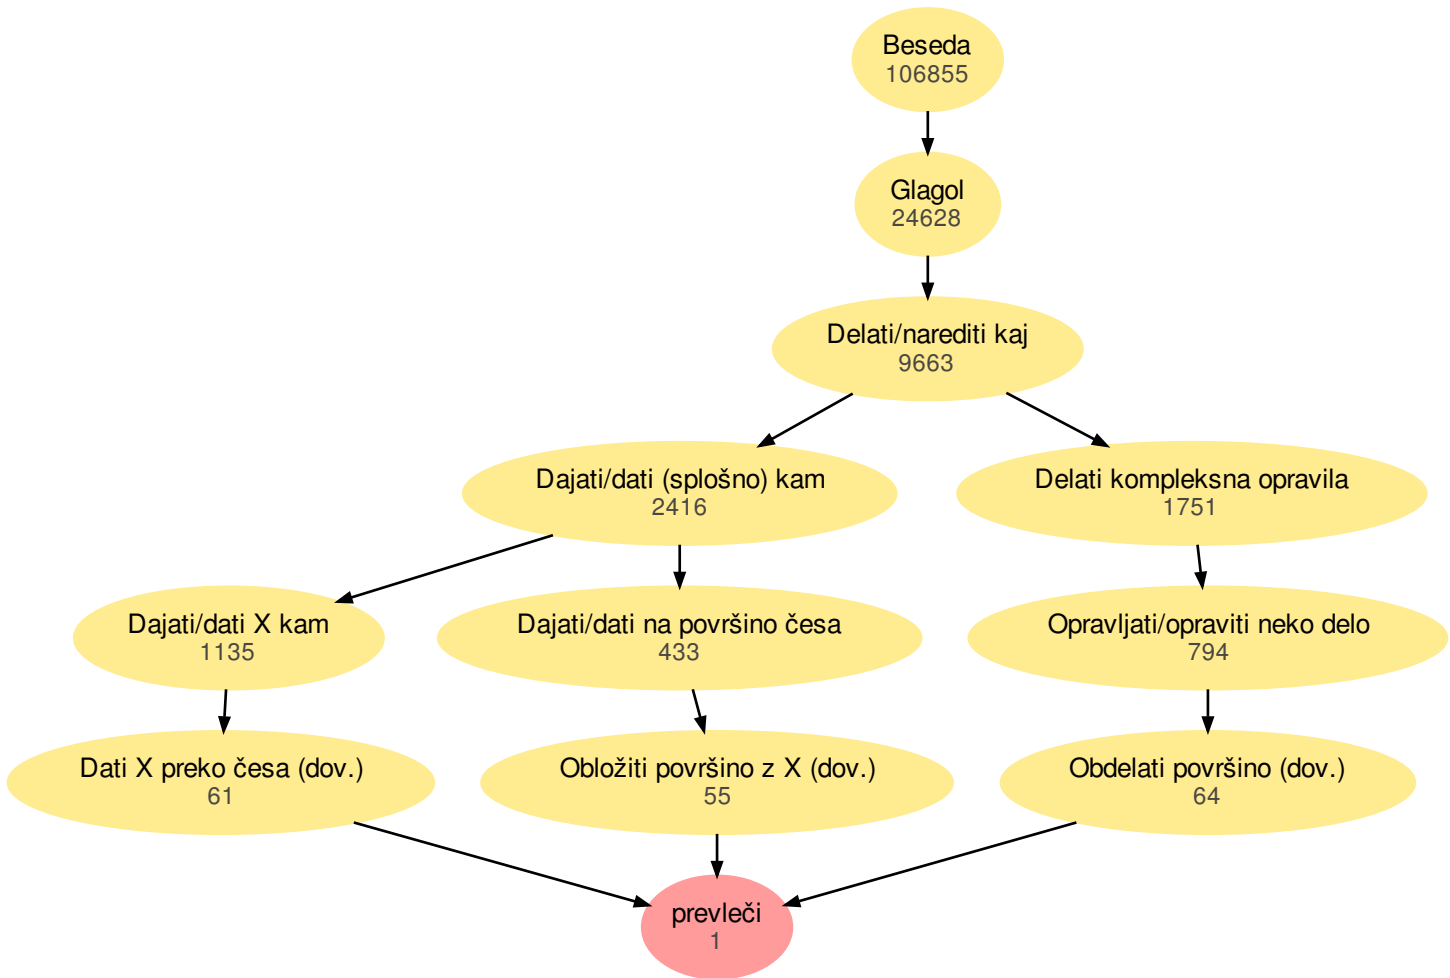 Beseda
106855
Glagol
24628
Delati/narediti kaj
9663
Dajati/dati (splošno) kam
2416
Delati kompleksna opravila
1751
Dajati/dati X kam
1135
Dajati/dati na površino česa
433
Opravljati/opraviti neko delo
794
Dati X preko česa (dov.)
61
Obložiti površino z X (dov.)
55
Obdelati površino (dov.)
64
prevleči
1